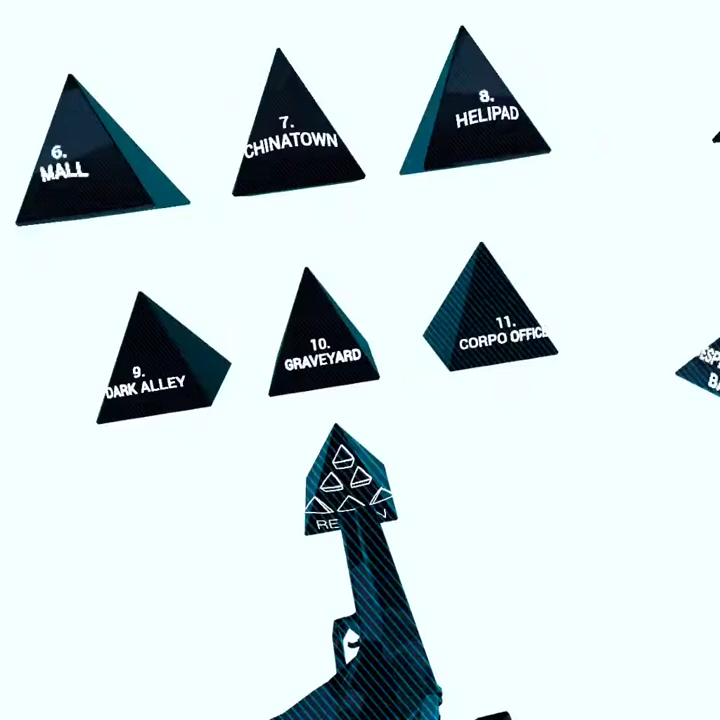 6.
MALL
7.
CHINATOWN
8.
HELIPAD
9.
DARK ALLEY
10.
GRAVEYARD
11.
CORPO OFFICE